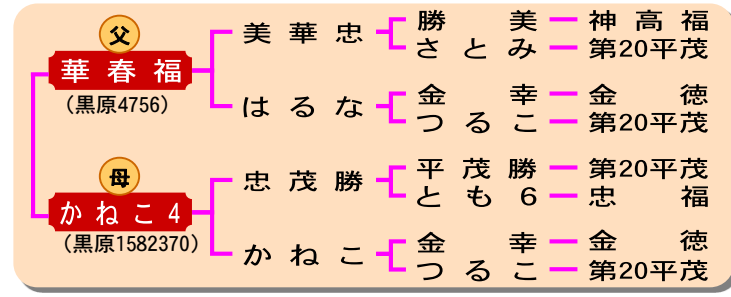 父
華春福
(黒原4756)
美華忠
勝美 神高福
さとみ 第20平茂
はるな
金幸 金徳
つるこ 第20平茂
母
かねこ4
(黒原1582370)
忠茂勝
平茂勝 第20平茂
とも6 忠福
かねこ
金幸 金徳
つるこ 第20平茂